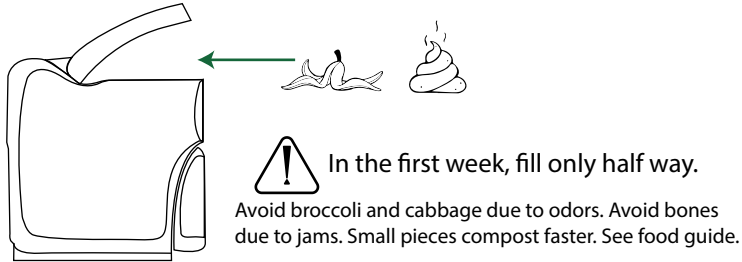 In the first week, fill only half way.
Avoid broccoli and cabbage due to odors. Avoid bones
due to jams. Small pieces compost faster. See food guide.